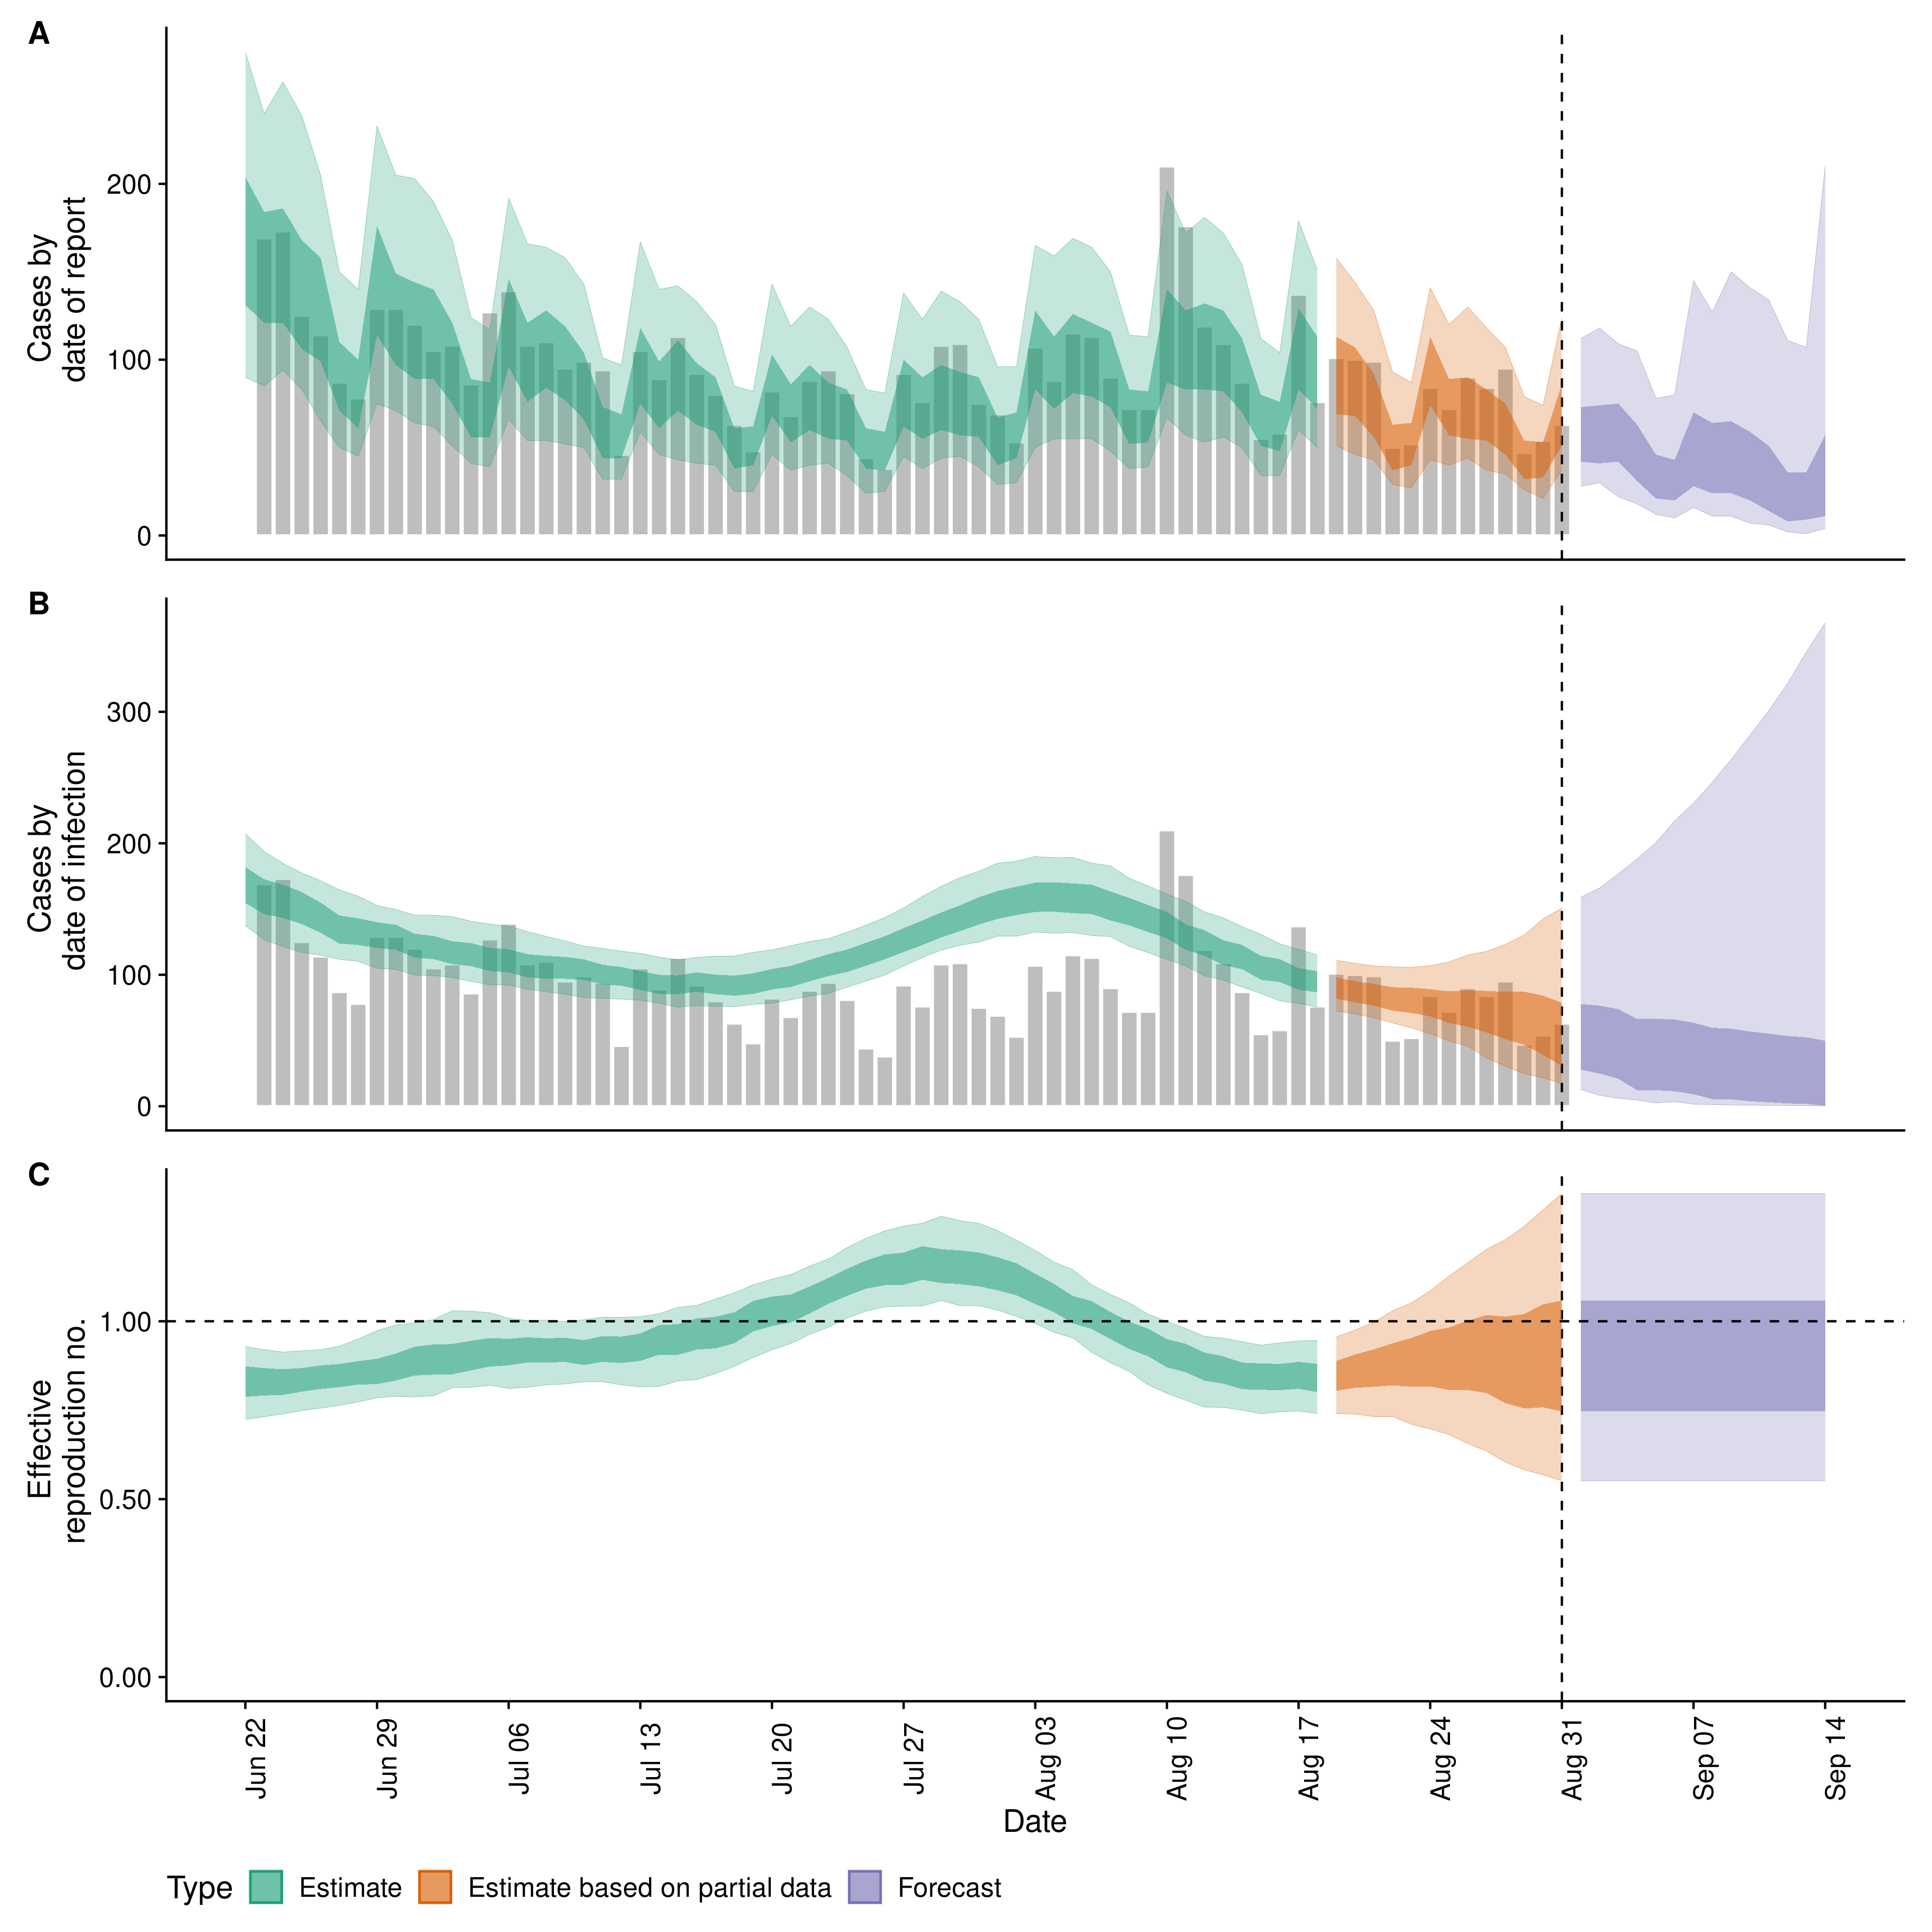 A
Cases by
date of report
200
100
0
B
Cases by
date of infection
300
200
100
0
C
Effective
reproduction no.
1.00
0.50
0.00
Jun 22
Jun 29
Jul 06
Jul 13
Jul 20
Jul 27
Aug 03
Aug 10
Aug 17
Aug 24
Aug 31
Sep 07
Sep 14
Date
Type Estimate Estimate based on partial data Forecast